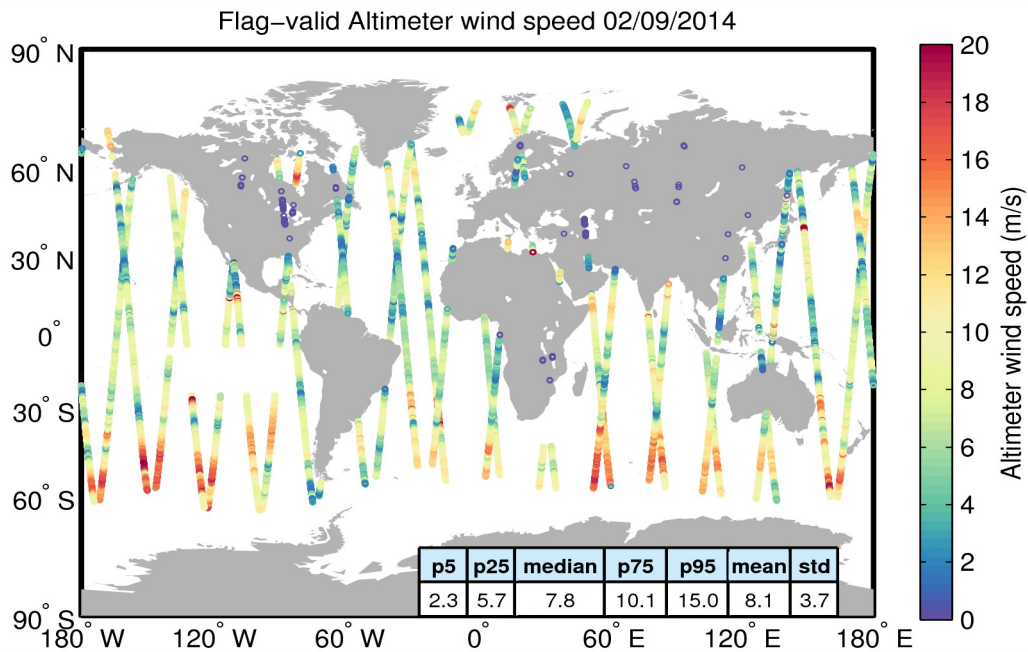 Flag−valid Altimeter wind speed 02/09/2014
90° N
60° N
30° N
0°
30° S
60° S
90° S
180° W
120° W
60° W
0°
60° E
120° E
180° E
p5 p25 median p75 p95 mean std
2.3 5.7 7.8 10.1 15.0 8.1 3.7
20
18
16
14
12
10
8
6
4
2
0
Altimeter wind speed (m/s)